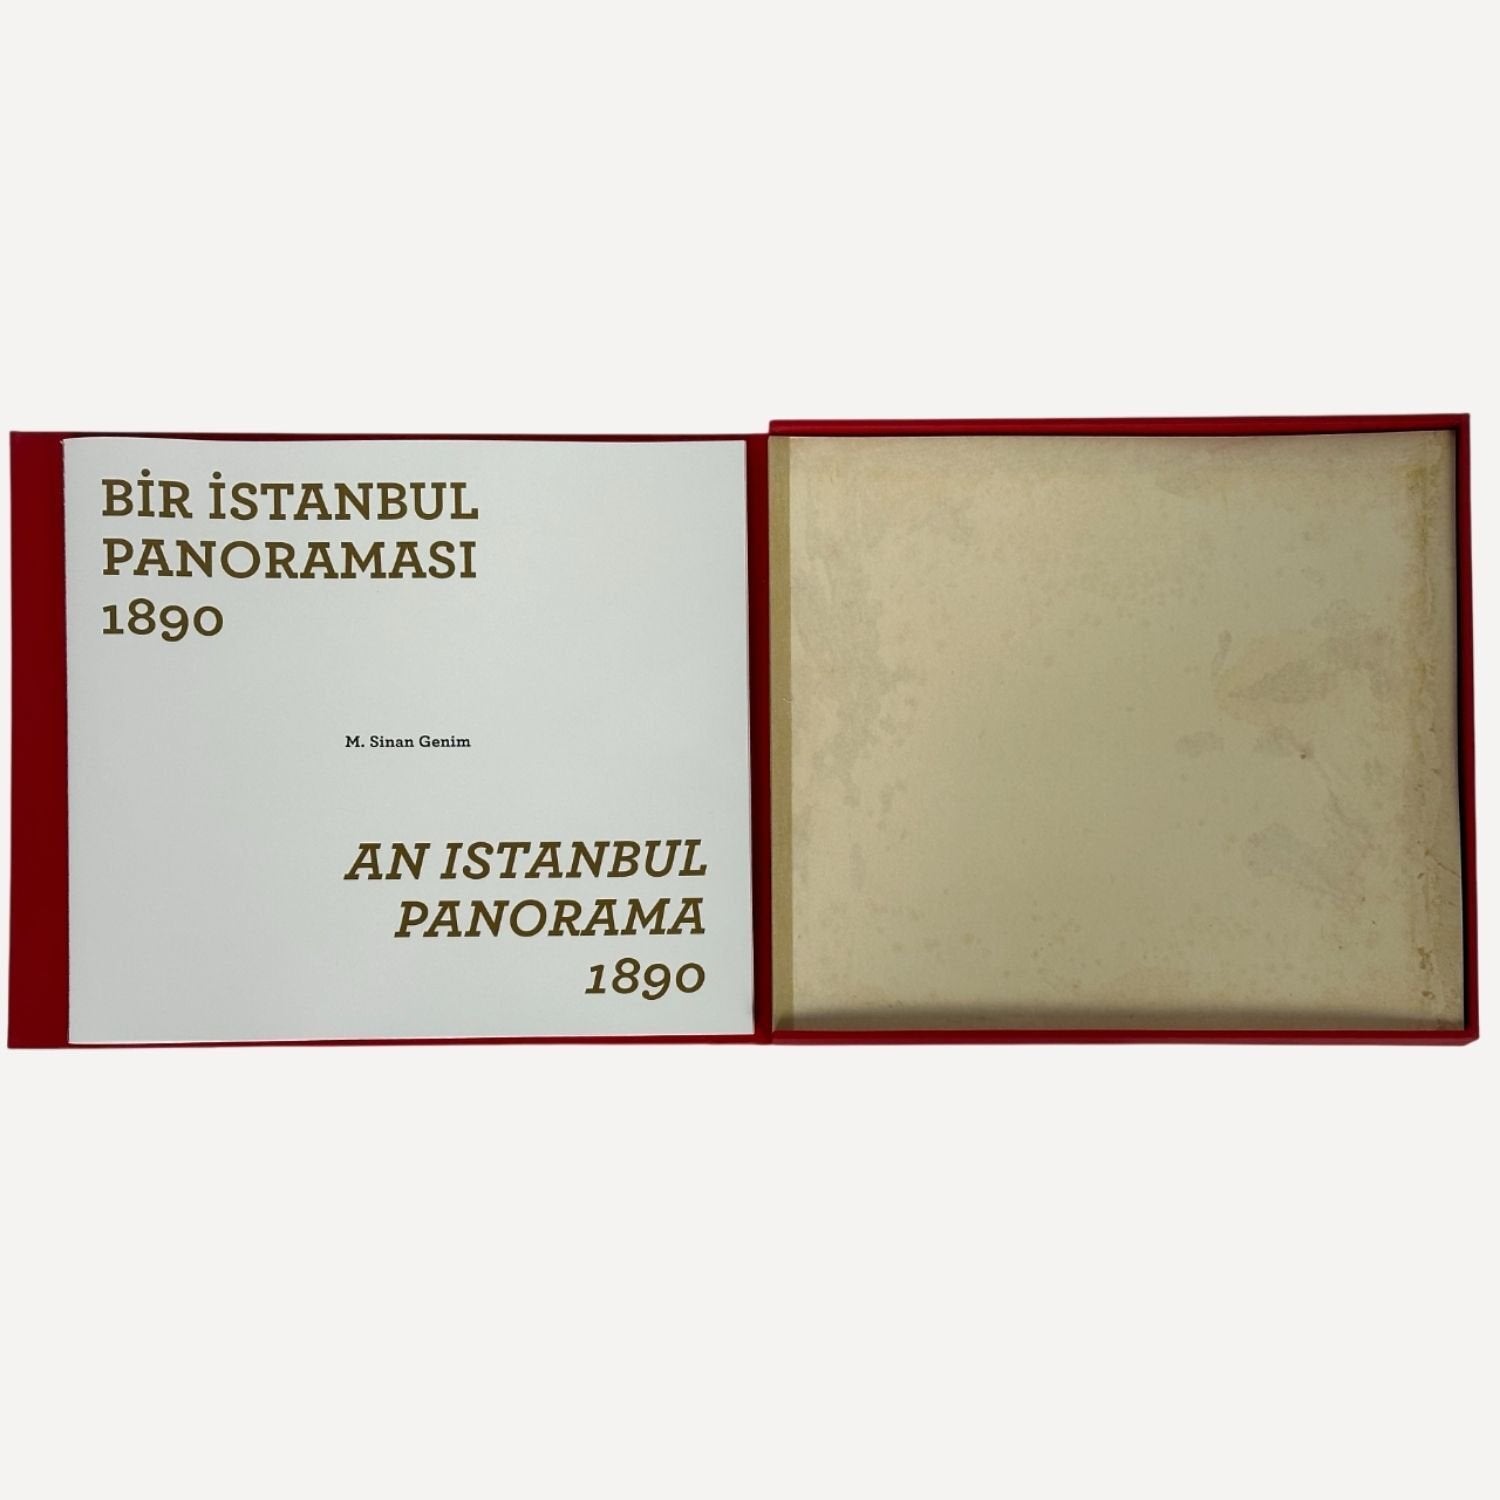 BİR İSTANBUL
PANORAMASI
1890
M. Sinan Genim
AN ISTANBUL
PANORAMA
1890